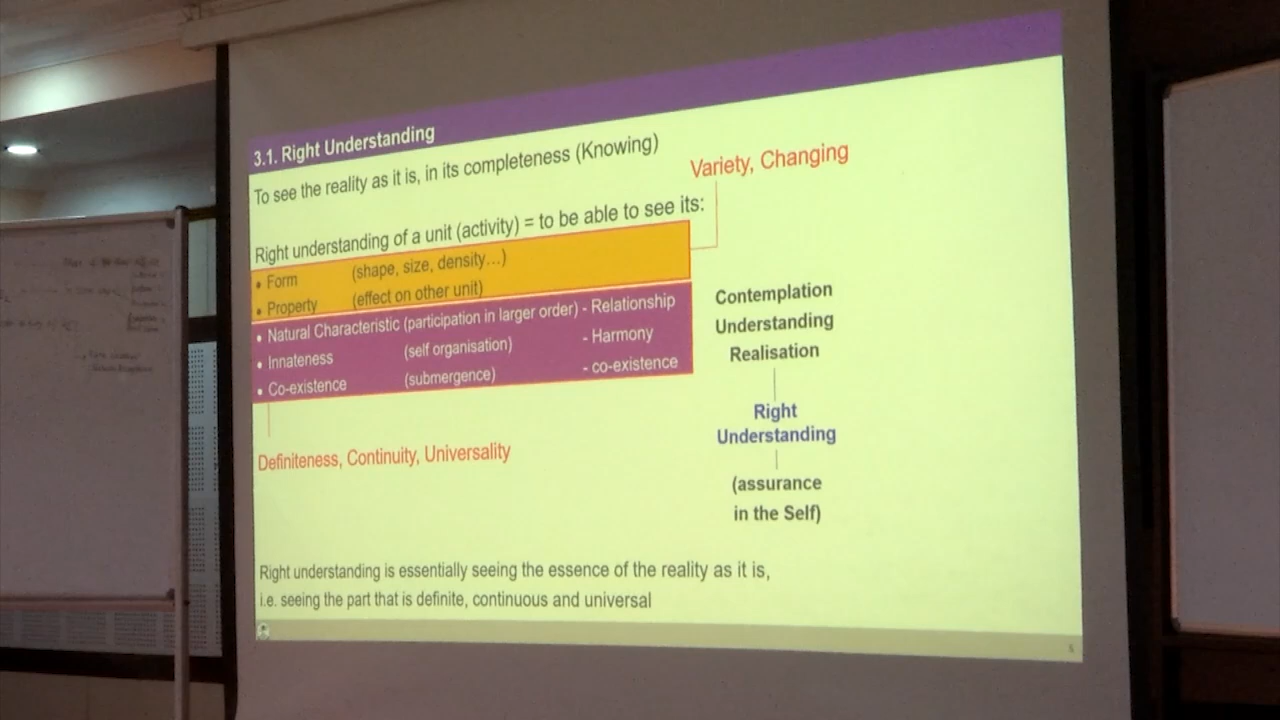 3.1. Right Understanding
To see the reality as it is, in its completeness (Knowing)
Variety, Changing
Right understanding of a unit (activity) = to be able to see its:
• Form (shape, size, density…)
• Property (effect on other unit)
• Natural Characteristic (participation in larger order) - Relationship
• Innateness (self organisation) - Harmony
• Co-existence (submergence) - co-existence
Definiteness, Continuity, Universality
Contemplation
Understanding
Realisation
Right
Understanding
(assurance
in the Self)
Right understanding is essentially seeing the essence of the reality as it is,
i.e. seeing the part that is definite, continuous and universal